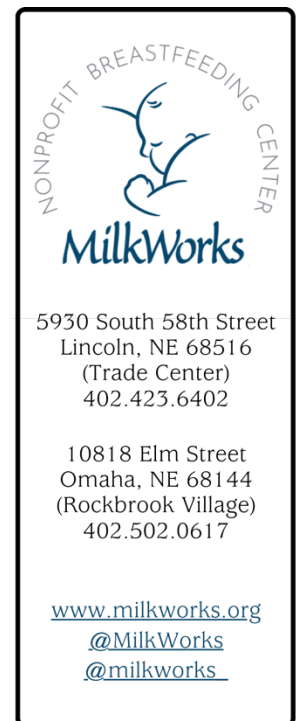 NONPROFIT BREASTFEEDING CENTER
MilkWorks
5930 South 58th Street
Lincoln, NE 68516
(Trade Center)
402.423.6402
10818 Elm Street
Omaha, NE 68144
(Rockbrook Village)
402.502.0617
www.milkworks.org
@MilkWorks
@milkworks_